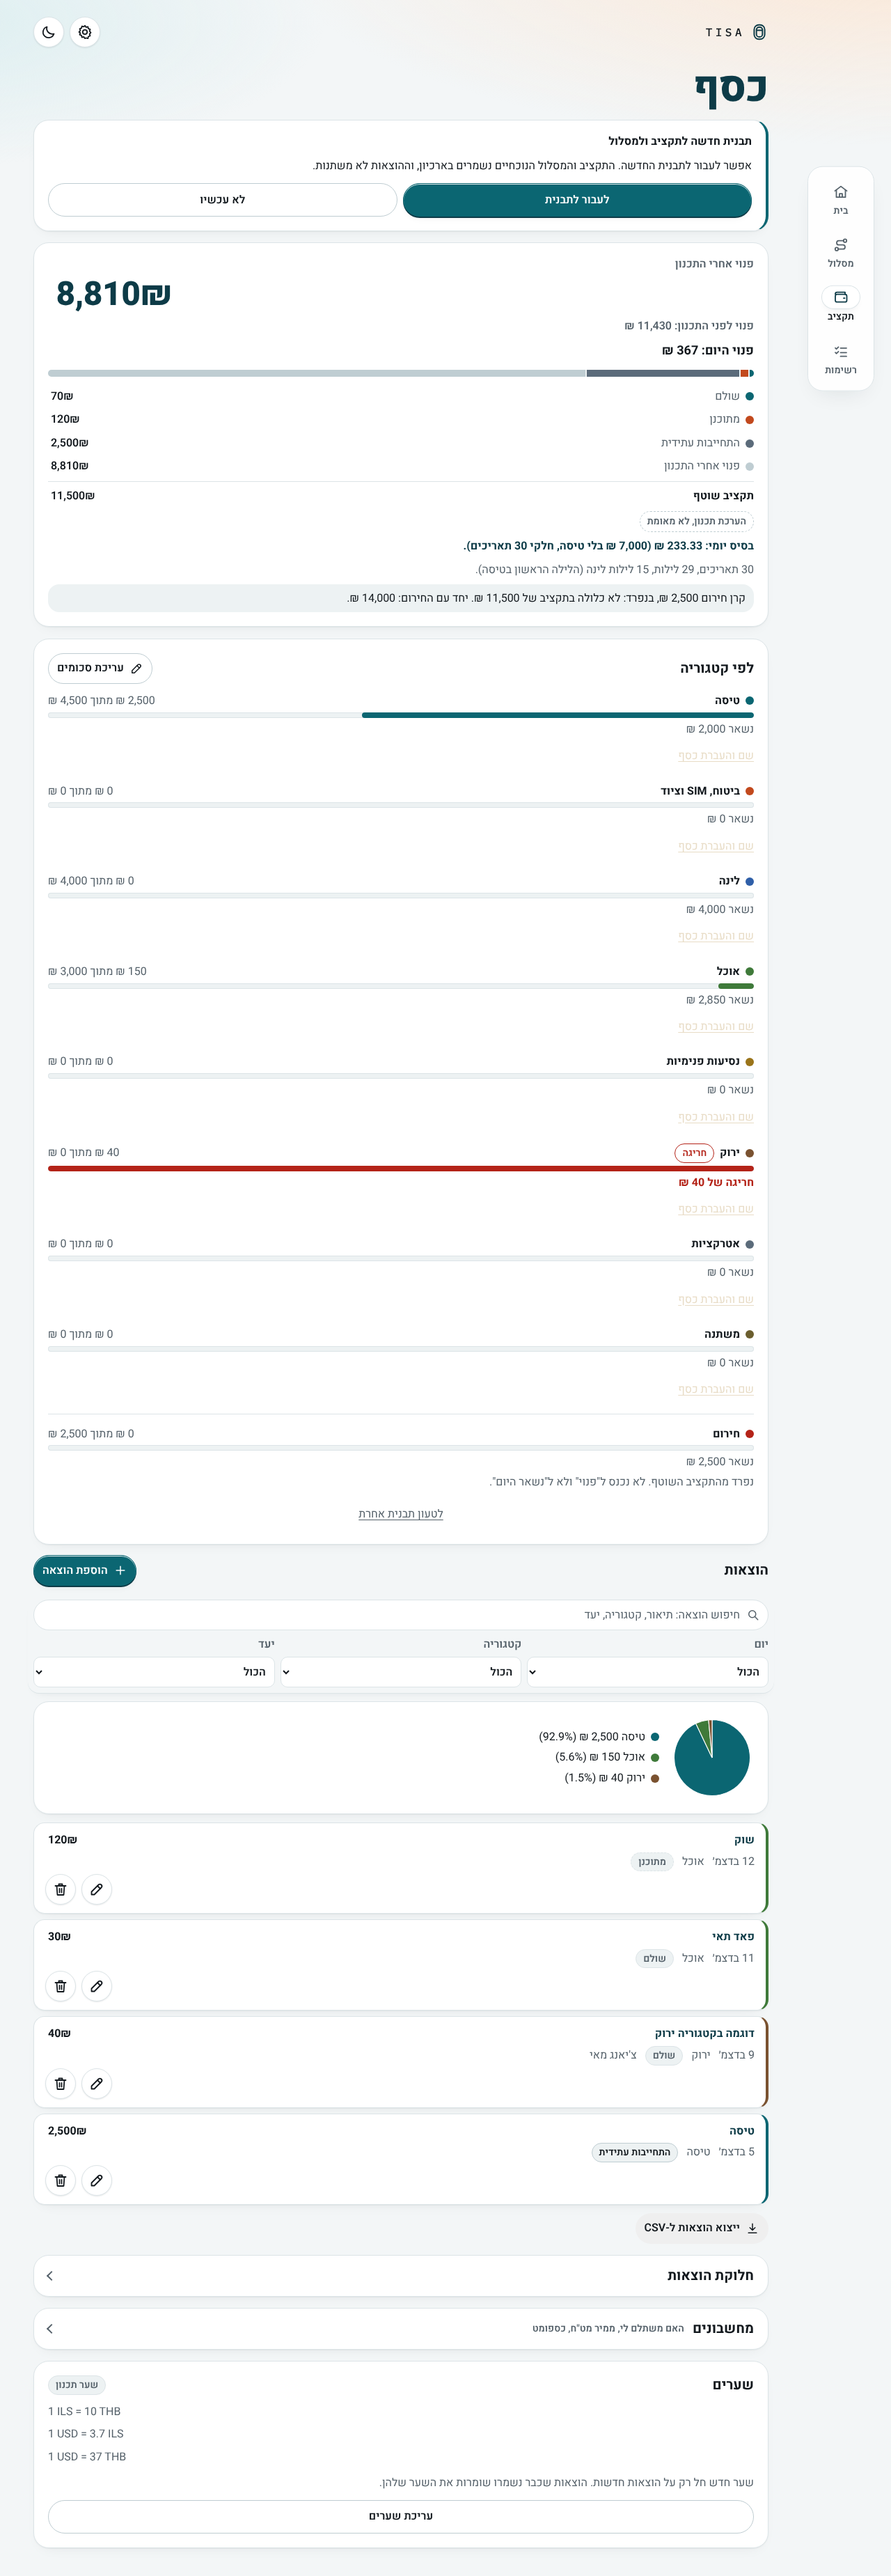 TISA
כסף
בית
מסלול
תקציב
רשימות
תבנית חדשה לתקציב ולמסלול
אפשר לעבור לתבנית החדשה. התקציב והמסלול הנוכחיים נשמרים בארכיון, וההוצאות לא משתנות.
לעבור לתבנית
לא עכשיו
פנוי אחרי התכנון
8,810₪
פנוי לפני התכנון: 11,430 ₪
פנוי היום: 367 ₪
שולם 70₪
מתוכנן 120₪
התחייבות עתידית 2,500₪
פנוי אחרי התכנון 8,810₪
תקציב שוטף 11,500₪
הערכת תכנון, לא מאומת
בסיס יומי: 233.33 ₪ (7,000 ₪ בלי טיסה, חלקי 30 תאריכים).
30 תאריכים, 29 לילות, 15 לילות לינה (הלילה הראשון בטיסה).
קרן חירום 2,500 ₪, בנפרד: לא כלולה בתקציב של 11,500 ₪. יחד עם החירום: 14,000 ₪.
לפי קטגוריה
עריכת סכומים
טיסה 2,500 ₪ מתוך 4,500 ₪
נשאר 2,000 ₪
שם והעברת כסף
ביטוח, SIM וציוד 0 ₪ מתוך 0 ₪
נשאר 0 ₪
שם והעברת כסף
לינה 0 ₪ מתוך 4,000 ₪
נשאר 4,000 ₪
שם והעברת כסף
אוכל 150 ₪ מתוך 3,000 ₪
נשאר 2,850 ₪
שם והעברת כסף
נסיעות פנימיות 0 ₪ מתוך 0 ₪
נשאר 0 ₪
שם והעברת כסף
ירוק חריגה 40 ₪ מתוך 0 ₪
חריגה של 40 ₪
שם והעברת כסף
אטרקציות 0 ₪ מתוך 0 ₪
נשאר 0 ₪
שם והעברת כסף
משתנה 0 ₪ מתוך 0 ₪
נשאר 0 ₪
שם והעברת כסף
חירום 0 ₪ מתוך 2,500 ₪
נשאר 2,500 ₪
נפרד מהתקציב השוטף. לא נכנס ל"פנוי" ולא ל"נשאר היום".
לטעון תבנית אחרת
הוצאות
הוספת הוצאה
חיפוש הוצאה: תיאור, קטגוריה, יעד
יום קטגוריה יעד
הכול הכול הכול
טיסה 2,500 ₪ (92.9%)
אוכל 150 ₪ (5.6%)
ירוק 40 ₪ (1.5%)
שוק 120₪
12 בדצמ׳ אוכל מתוכנן
פאד תאי 30₪
11 בדצמ׳ אוכל שולם
דוגמה בקטגוריה ירוק 40₪
9 בדצמ׳ ירוק שולם צ'יאנג מאי
טיסה 2,500₪
5 בדצמ׳ טיסה התחייבות עתידית
ייצוא הוצאות ל-CSV
חלוקת הוצאות
מחשבונים האם משתלם לי, ממיר מט"ח, כספומט
שערים
שער תכנון
1 ILS = 10 THB
1 USD = 3.7 ILS
1 USD = 37 THB
שער חדש חל רק על הוצאות חדשות. הוצאות שכבר נשמרו שומרות את השער שלהן.
עריכת שערים